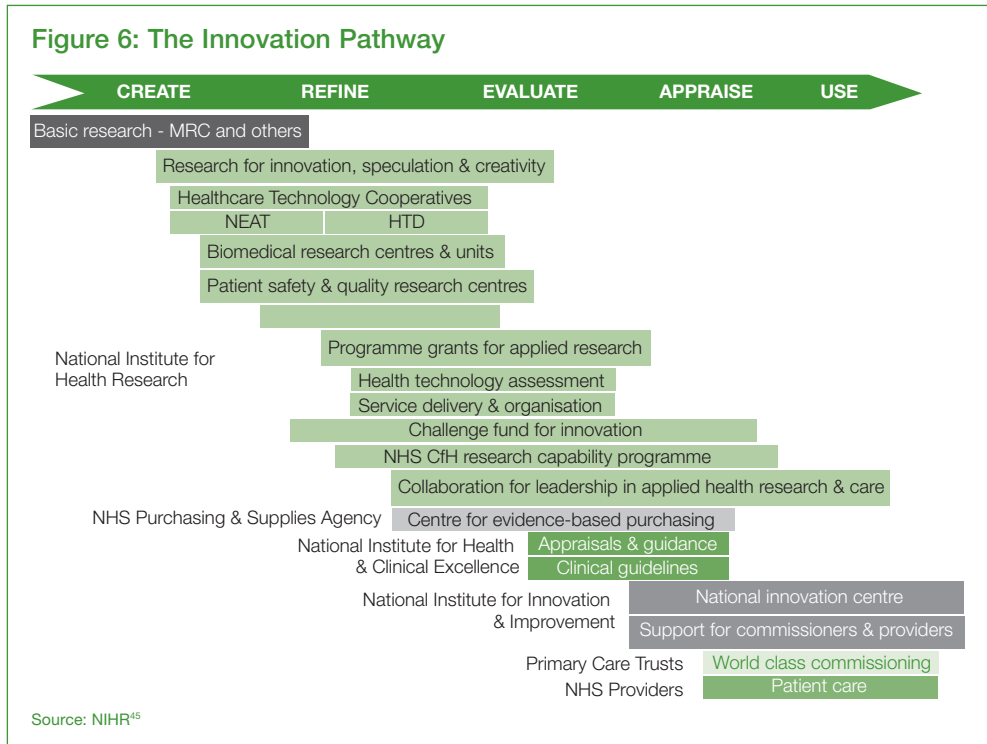 Figure 6: The Innovation Pathway
CREATE REFINE EVALUATE APPRAISE USE
Basic research - MRC and others
Research for innovation, speculation & creativity
Healthcare Technology Cooperatives
NEAT HTD
Biomedical research centres & units
Patient safety & quality research centres
Programme grants for applied research
National Institute for
Health Research
Health technology assessment
Service delivery & organisation
Challenge fund for innovation
NHS CfH research capability programme
Collaboration for leadership in applied health research & care
NHS Purchasing & Supplies Agency Centre for evidence-based purchasing
National Institute for Health Appraisals & guidance
& Clinical Excellence Clinical guidelines
National Institute for Innovation National innovation centre
& Improvement Support for commissioners & providers
Primary Care Trusts World class commissioning
NHS Providers Patient care
Source: NIHR45